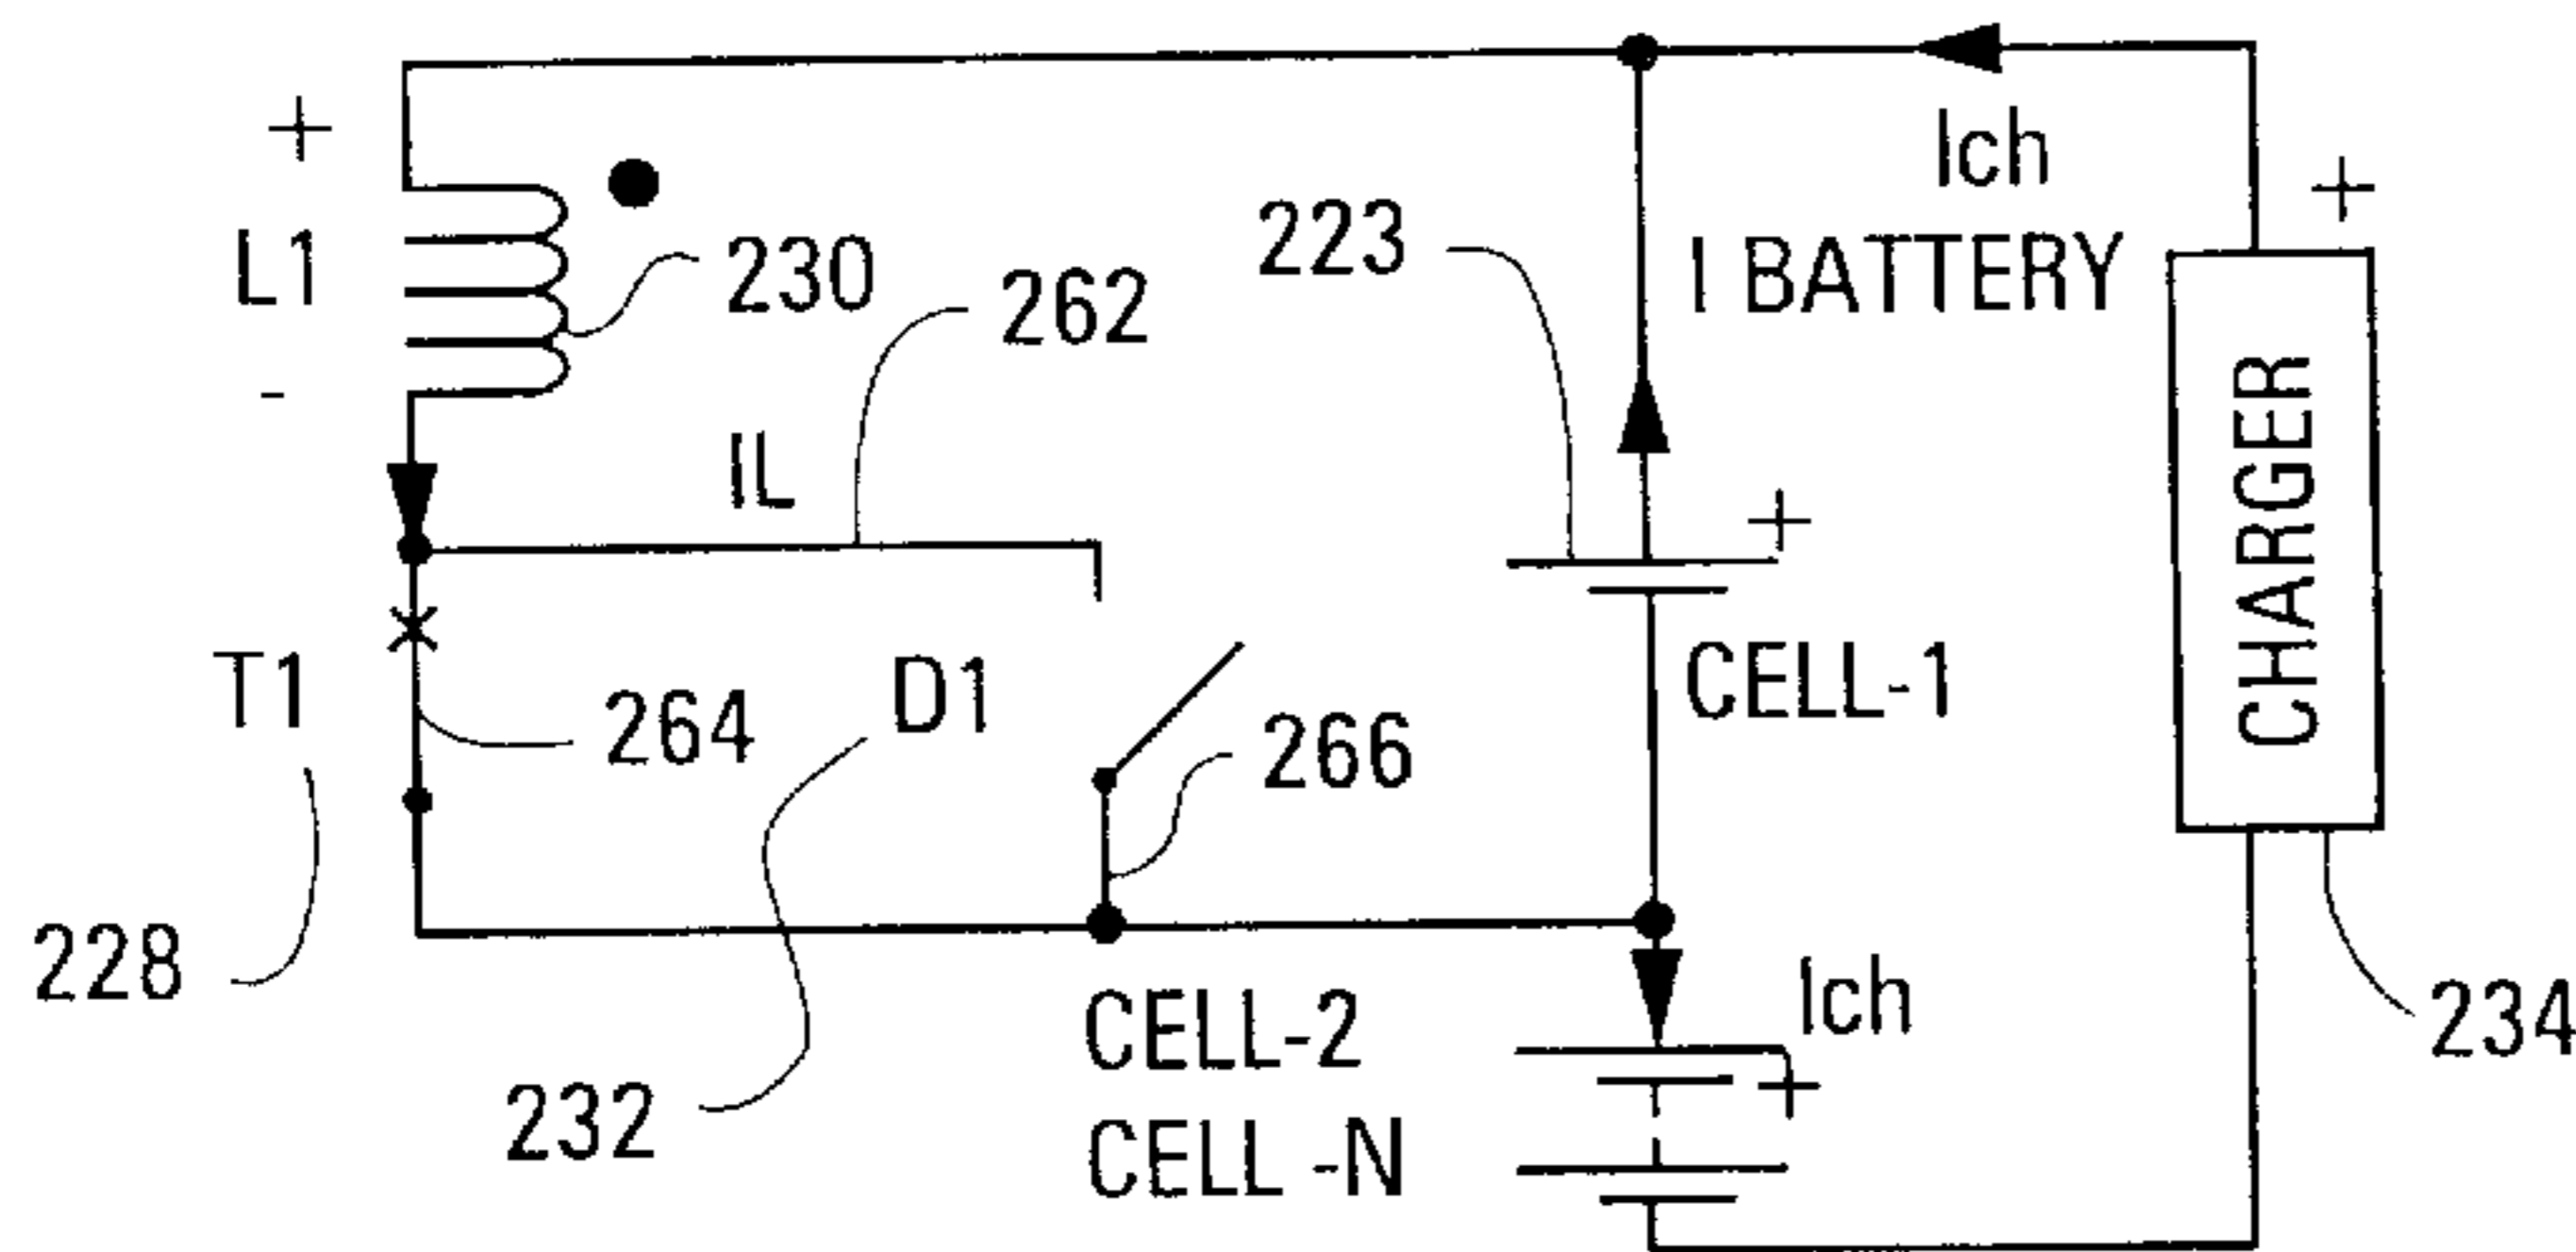 +
Ich
+
L1
230
262
223
I BATTERY
-
IL
+
CHARGER
T1
264
D1
266
CELL-1
228
232
CELL-2
Ich
234
+
CELL -N